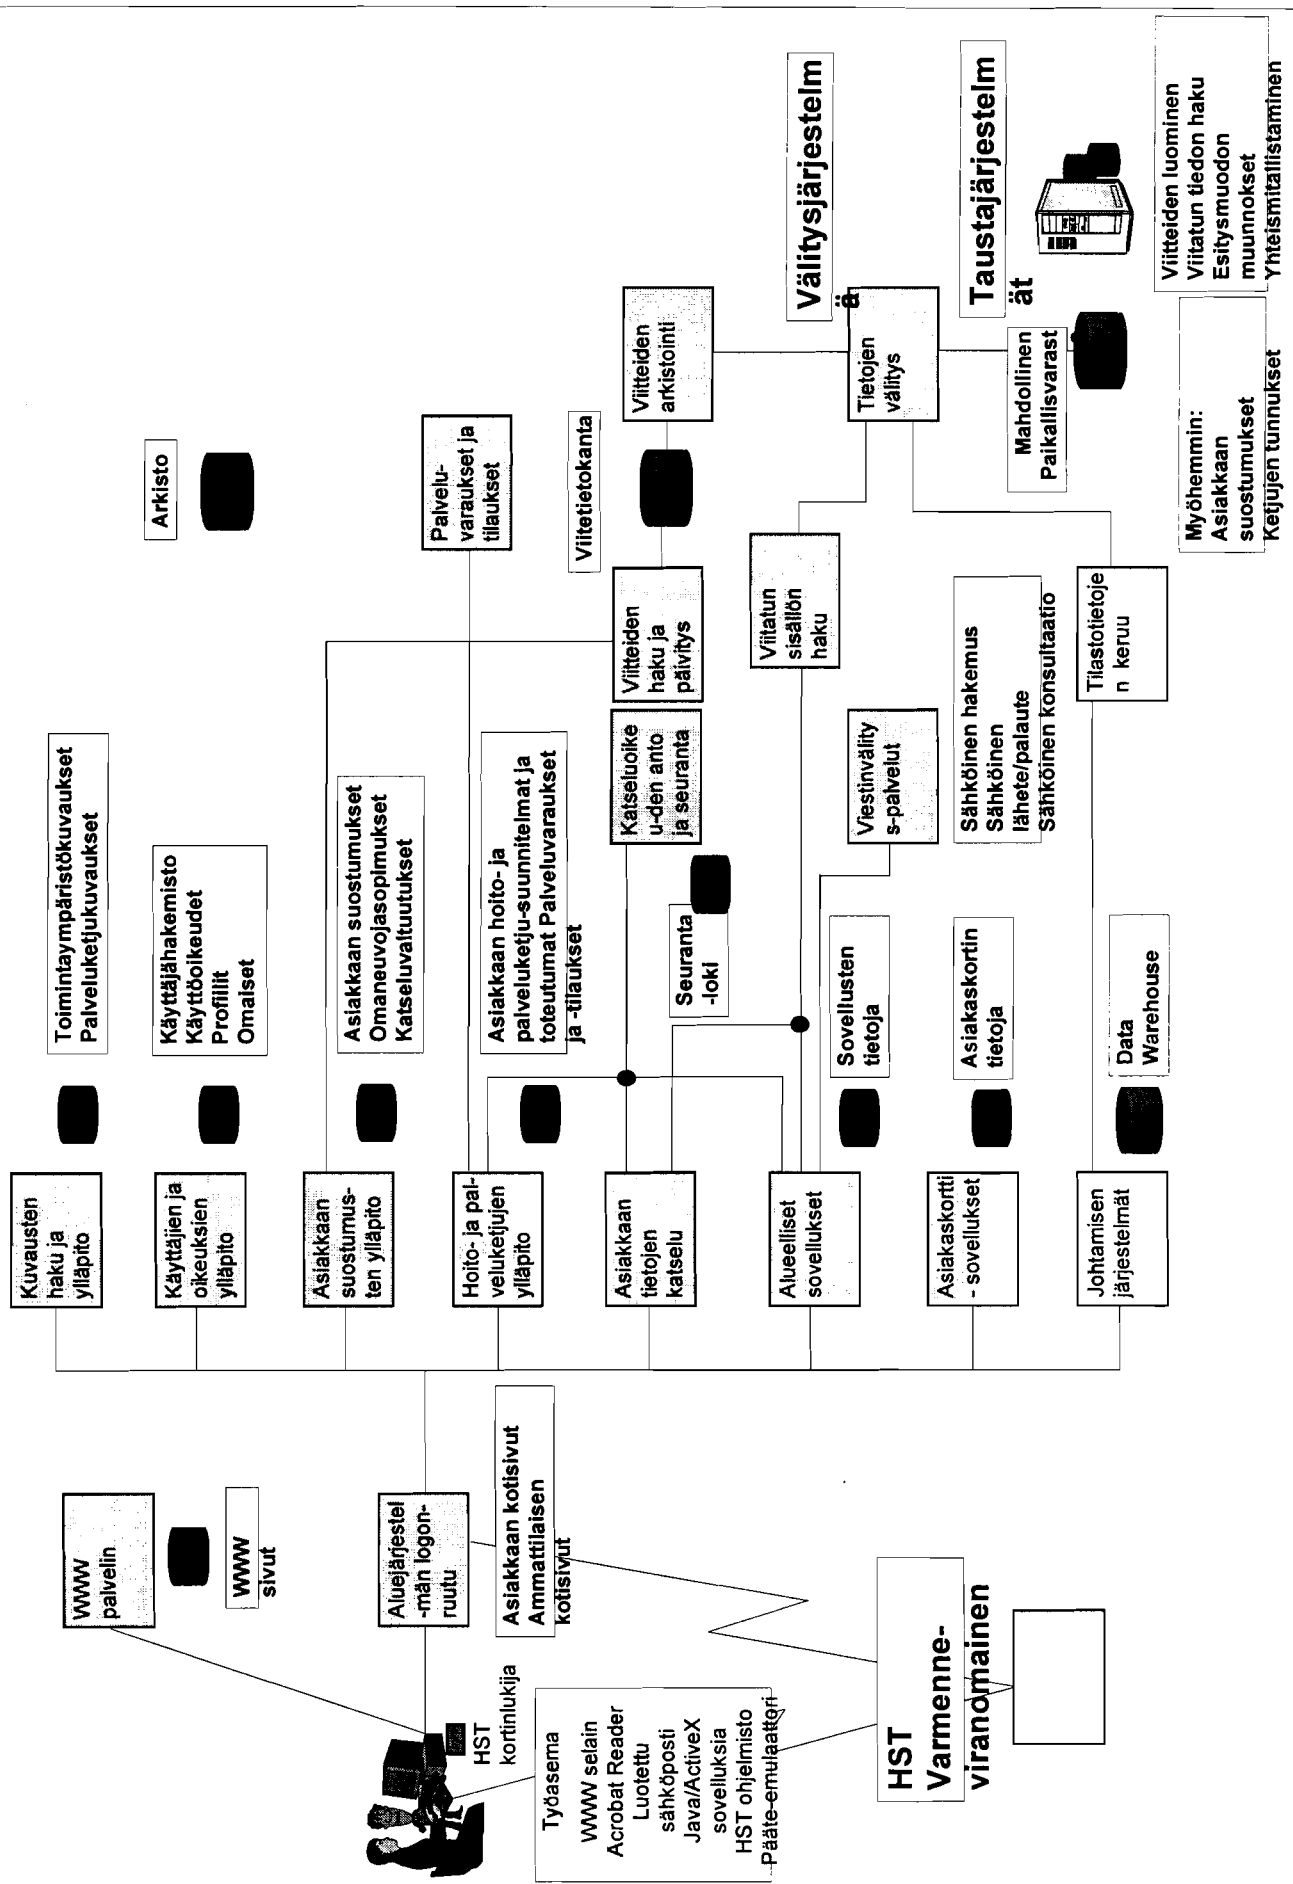 WWW
palvelin
WWW
sivut
Aluejärjestel
-män logon-
ruutu
Asiakkaan kotisivut
Ammattilaisen
kotisivut
HST
kortinlukija
Työasema
WWW selain
Acrobat Reader
Luotettu
sähköposti
Java/ActiveX
sovelluksia
HST ohjelmisto
Pääte-emulaattori
HST
Varmenne-
viranomainen
Kuvausten
haku ja
ylläpito
Käyttäjien ja
oikeuksien
ylläpito
Asiakkaan
suostumus-
ten ylläpito
Hoito- ja pal-
veluketjujen
ylläpito
Asiakkaan
tietojen
katselu
Alueelliset
sovellukset
Asiakaskortti
- sovellukset
Johtamisen
järjestelmät
Toimintaympäristökuvaukset
Palveluketjukuvaukset
Käyttäjähakemisto
Käyttöoikeudet
Profiilit
Omaiset
Asiakkaan suostumukset
Omaneuvojasopimukset
Katseluvaltuutukset
Asiakkaan hoito- ja
palveluketju-suunnitelmat ja
toteutumat Palveluvaraukset
ja -tilaukset
Seuranta
-loki
Sovellusten
tietoja
Asiakaskortin
tietoja
Data
Warehouse
Arkisto
Palvelu-
varaukset ja
tilaukset
Viitetietokanta
Viitteiden
haku ja
päivitys
Katseluoike
u-den anto
ja seuranta
Viitatun
sisällön
haku
Viestinvälity
s-palvelut
Sähköinen hakemus
Sähköinen
lähete/palaute
Sähköinen konsultaatio
Tilastotietoje
n keruu
Viitteiden
arkistointi
Välitysjärjestelm
ä
Tietojen
välitys
Taustajärjestelm
ät
Mahdollinen
Paikallisvarast
Viitteiden luominen
Viitatun tiedon haku
Esitysmuodon
muunnokset
Yhteismitallistaminen
Myöhemmin:
Asiakkaan
suostumukset
Ketjujen tunnukset